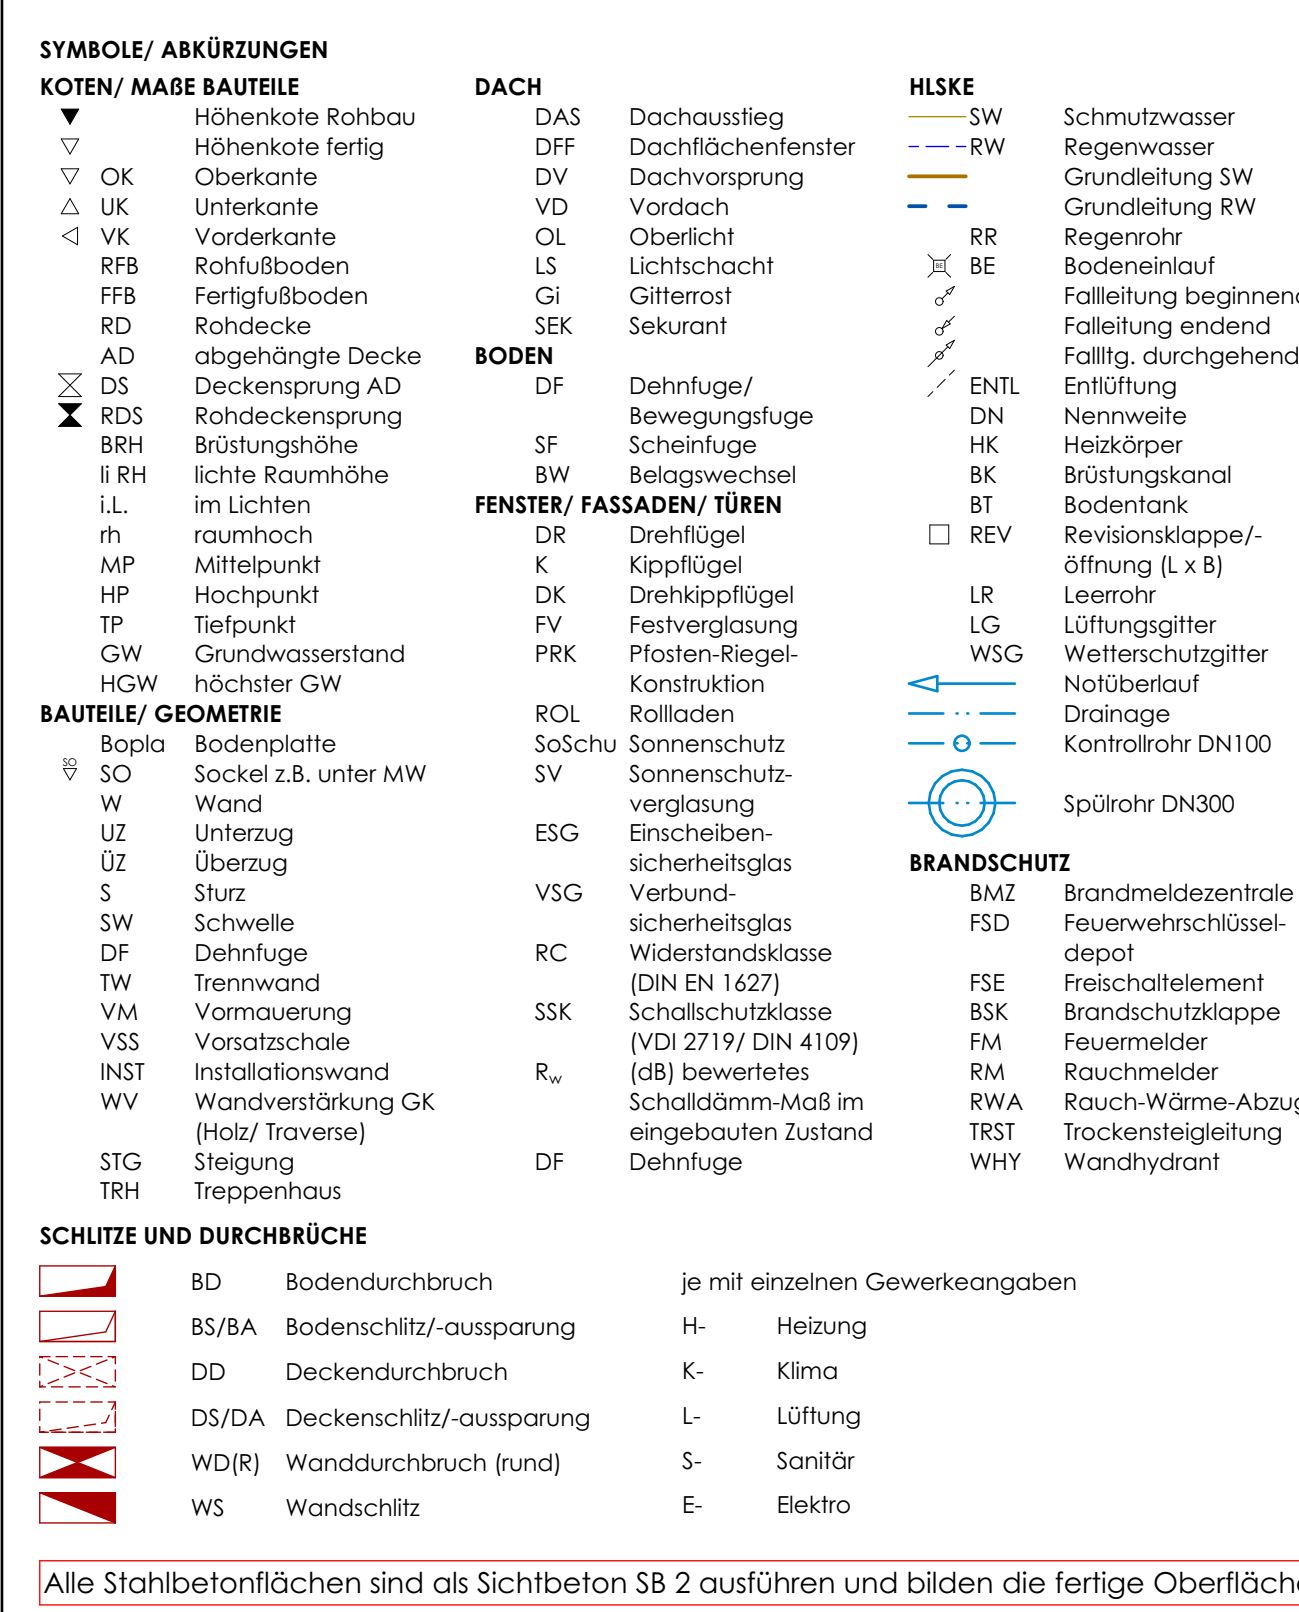 SYMBOLE/ ABKÜRZUNGEN
KOTEN/ MAßE BAUTEILE
Höhenkote Rohbau
Höhenkote fertig
OK Oberkante
UK Unterkante
VK Vorderkante
RFB Rohfußboden
FFB Fertigfußboden
RD Rohdecke
AD abgehängte Decke
DS Deckensprung AD
RDS Rohdeckensprung
BRH Brüstungshöhe
li RH lichte Raumhöhe
i.L. im Lichten
rh raumhoch
MP Mittelpunkt
HP Hochpunkt
TP Tiefpunkt
GW Grundwasserstand
HGW höchster GW
BAUTEILE/ GEOMETRIE
Bopla Bodenplatte
SO SO Sockel z.B. unter MW
W Wand
UZ Unterzug
ÜZ Überzug
S Sturz
SW Schwelle
DF Dehnfuge
TW Trennwand
VM Vormauerung
VSS Vorsatzschale
INST Installationswand
WV Wandverstärkung GK
(Holz/ Traverse)
STG Steigung
TRH Treppenhaus
DACH
DAS Dachausstieg
DFF Dachflächenfenster
DV Dachvorsprung
VD Vordach
OL Oberlicht
LS Lichtschacht
Gi Gitterrost
SEK Sekurant
BODEN
DF Dehnfuge/
Bewegungsfuge
SF Scheinfuge
BW Belagswechsel
FENSTER/ FASSADEN/ TÜREN
DR Drehflügel
K Kippflügel
DK Drehkippflügel
FV Festverglasung
PRK Pfosten-Riegel-
Konstruktion
ROL Rollladen
SoSchu Sonnenschutz
SV Sonnenschutz-
verglasung
ESG Einscheiben-
sicherheitsglas
VSG Verbund-
sicherheitsglas
RC Widerstandsklasse
(DIN EN 1627)
SSK Schallschutzklasse
(VDI 2719/ DIN 4109)
Rw (dB) bewertetes
Schalldämm-Maß im
eingebauten Zustand
DF Dehnfuge
HLSKE
SW Schmutzwasser
RW Regenwasser
Grundleitung SW
Grundleitung RW
RR Regenrohr
BE BE Bodeneinlauf
Fallleitung beginnend
Falleitung endend
Fallltg. durchgehend
ENTL Entlüftung
DN Nennweite
HK Heizkörper
BK Brüstungskanal
BT Bodentank
REV Revisionsklappe/-
öffnung (L x B)
LR Leerrohr
LG Lüftungsgitter
WSG Wetterschutzgitter
Notüberlauf
Drainage
Kontrollrohr DN100
Spülrohr DN300
BRANDSCHUTZ
BMZ Brandmeldezentrale
FSD Feuerwehrschlüssel-
depot
FSE Freischaltelement
BSK Brandschutzklappe
FM Feuermelder
RM Rauchmelder
RWA Rauch-Wärme-Abzug
TRST Trockensteigleitung
WHY Wandhydrant
SCHLITZE UND DURCHBRÜCHE
BD Bodendurchbruch
BS/BA Bodenschlitz/-aussparung
DD Deckendurchbruch
DS/DA Deckenschlitz/-aussparung
WD(R) Wanddurchbruch (rund)
WS Wandschlitz
je mit einzelnen Gewerkeangaben
H- Heizung
K- Klima
L- Lüftung
S- Sanitär
E- Elektro
Alle Stahlbetonflächen sind als Sichtbeton SB 2 ausführen und bilden die fertige Oberfläche